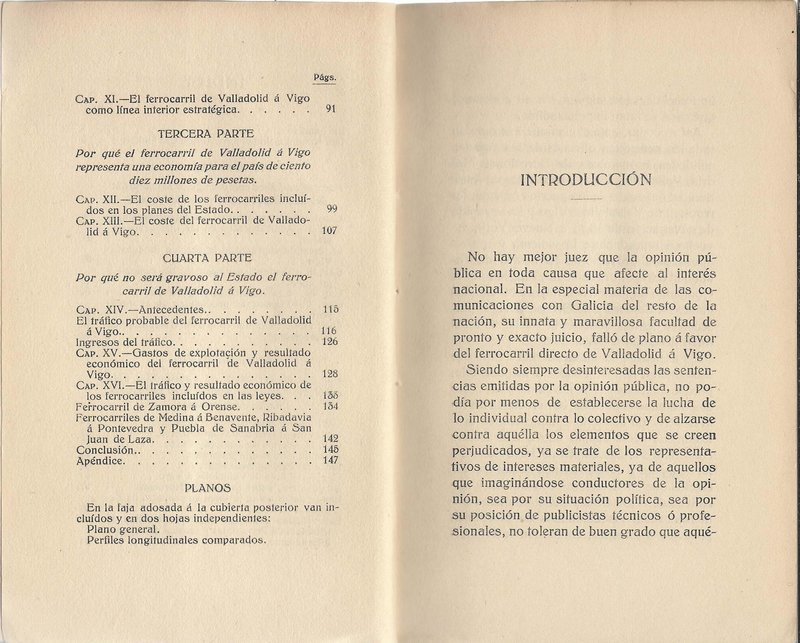 Págs.
CAP. XI.—El ferrocarril de Valladolid á Vigo
como línea interior estratégica. . . . . . 91
TERCERA PARTE
Por qué el ferrocarril de Valladolid á Vigo
representa una economía para el país de ciento
diez millones de pesetas.
CAP. XII.—El coste de los ferrocarriles incluí-
dos en los planes del Estado. . . . . . . 99
CAP. XIII.—El coste del ferrocarril de Vallado-
lid á Vigo. . . . . . . . . . . . . 107
CUARTA PARTE
Por qué no será gravoso al Estado el ferro-
carril de Valladolid á Vigo.
CAP. XIV.—Antecedentes. . . . . . . . 115
El tráfico probable del ferrocarril de Valladolid
á Vigo. . . . . . . . . . . . . . . 116
Ingresos del tráfico. . . . . . . . . . . 126
CAP. XV.—Gastos de explotación y resultado
económico del ferrocarril de Valladolid á
Vigo. . . . . . . . . . . . . . . 128
CAP. XVI.—El tráfico y resultado económico de
los ferrocarriles incluídos en las leyes. . . 133
Ferrocarril de Zamora á Orense. . . . . . 134
Ferrocarriles de Medina á Benavente, Ribadavia
á Pontevedra y Puebla de Sanabria á San
Juan de Laza. . . . . . . . . . . . 142
Conclusión. . . . . . . . . . . . . . 145
Apéndice. . . . . . . . . . . . . . 147
PLANOS
En la faja adosada á la cubierta posterior van in-
cluídos y en dos hojas independientes:
Plano general.
Perfiles longitudinales comparados.
INTRODUCCIÓN
No hay mejor juez que la opinión pú-
blica en toda causa que afecte al interés
nacional. En la especial materia de las co-
municaciones con Galicia del resto de la
nación, su innata y maravillosa facultad de
pronto y exacto juicio, falló de plano á favor
del ferrocarril directo de Valladolid á Vigo.
Siendo siempre desinteresadas las senten-
cias emitidas por la opinión pública, no po-
día por menos de establecerse la lucha de
lo individual contra lo colectivo y de alzarse
contra aquélla los elementos que se creen
perjudicados, ya se trate de los representa-
tivos de intereses materiales, ya de aquellos
que imaginándose conductores de la opi-
nión, sea por su situación política, sea por
su posición de publicistas técnicos ó profe-
sionales, no toleran de buen grado que aqué-